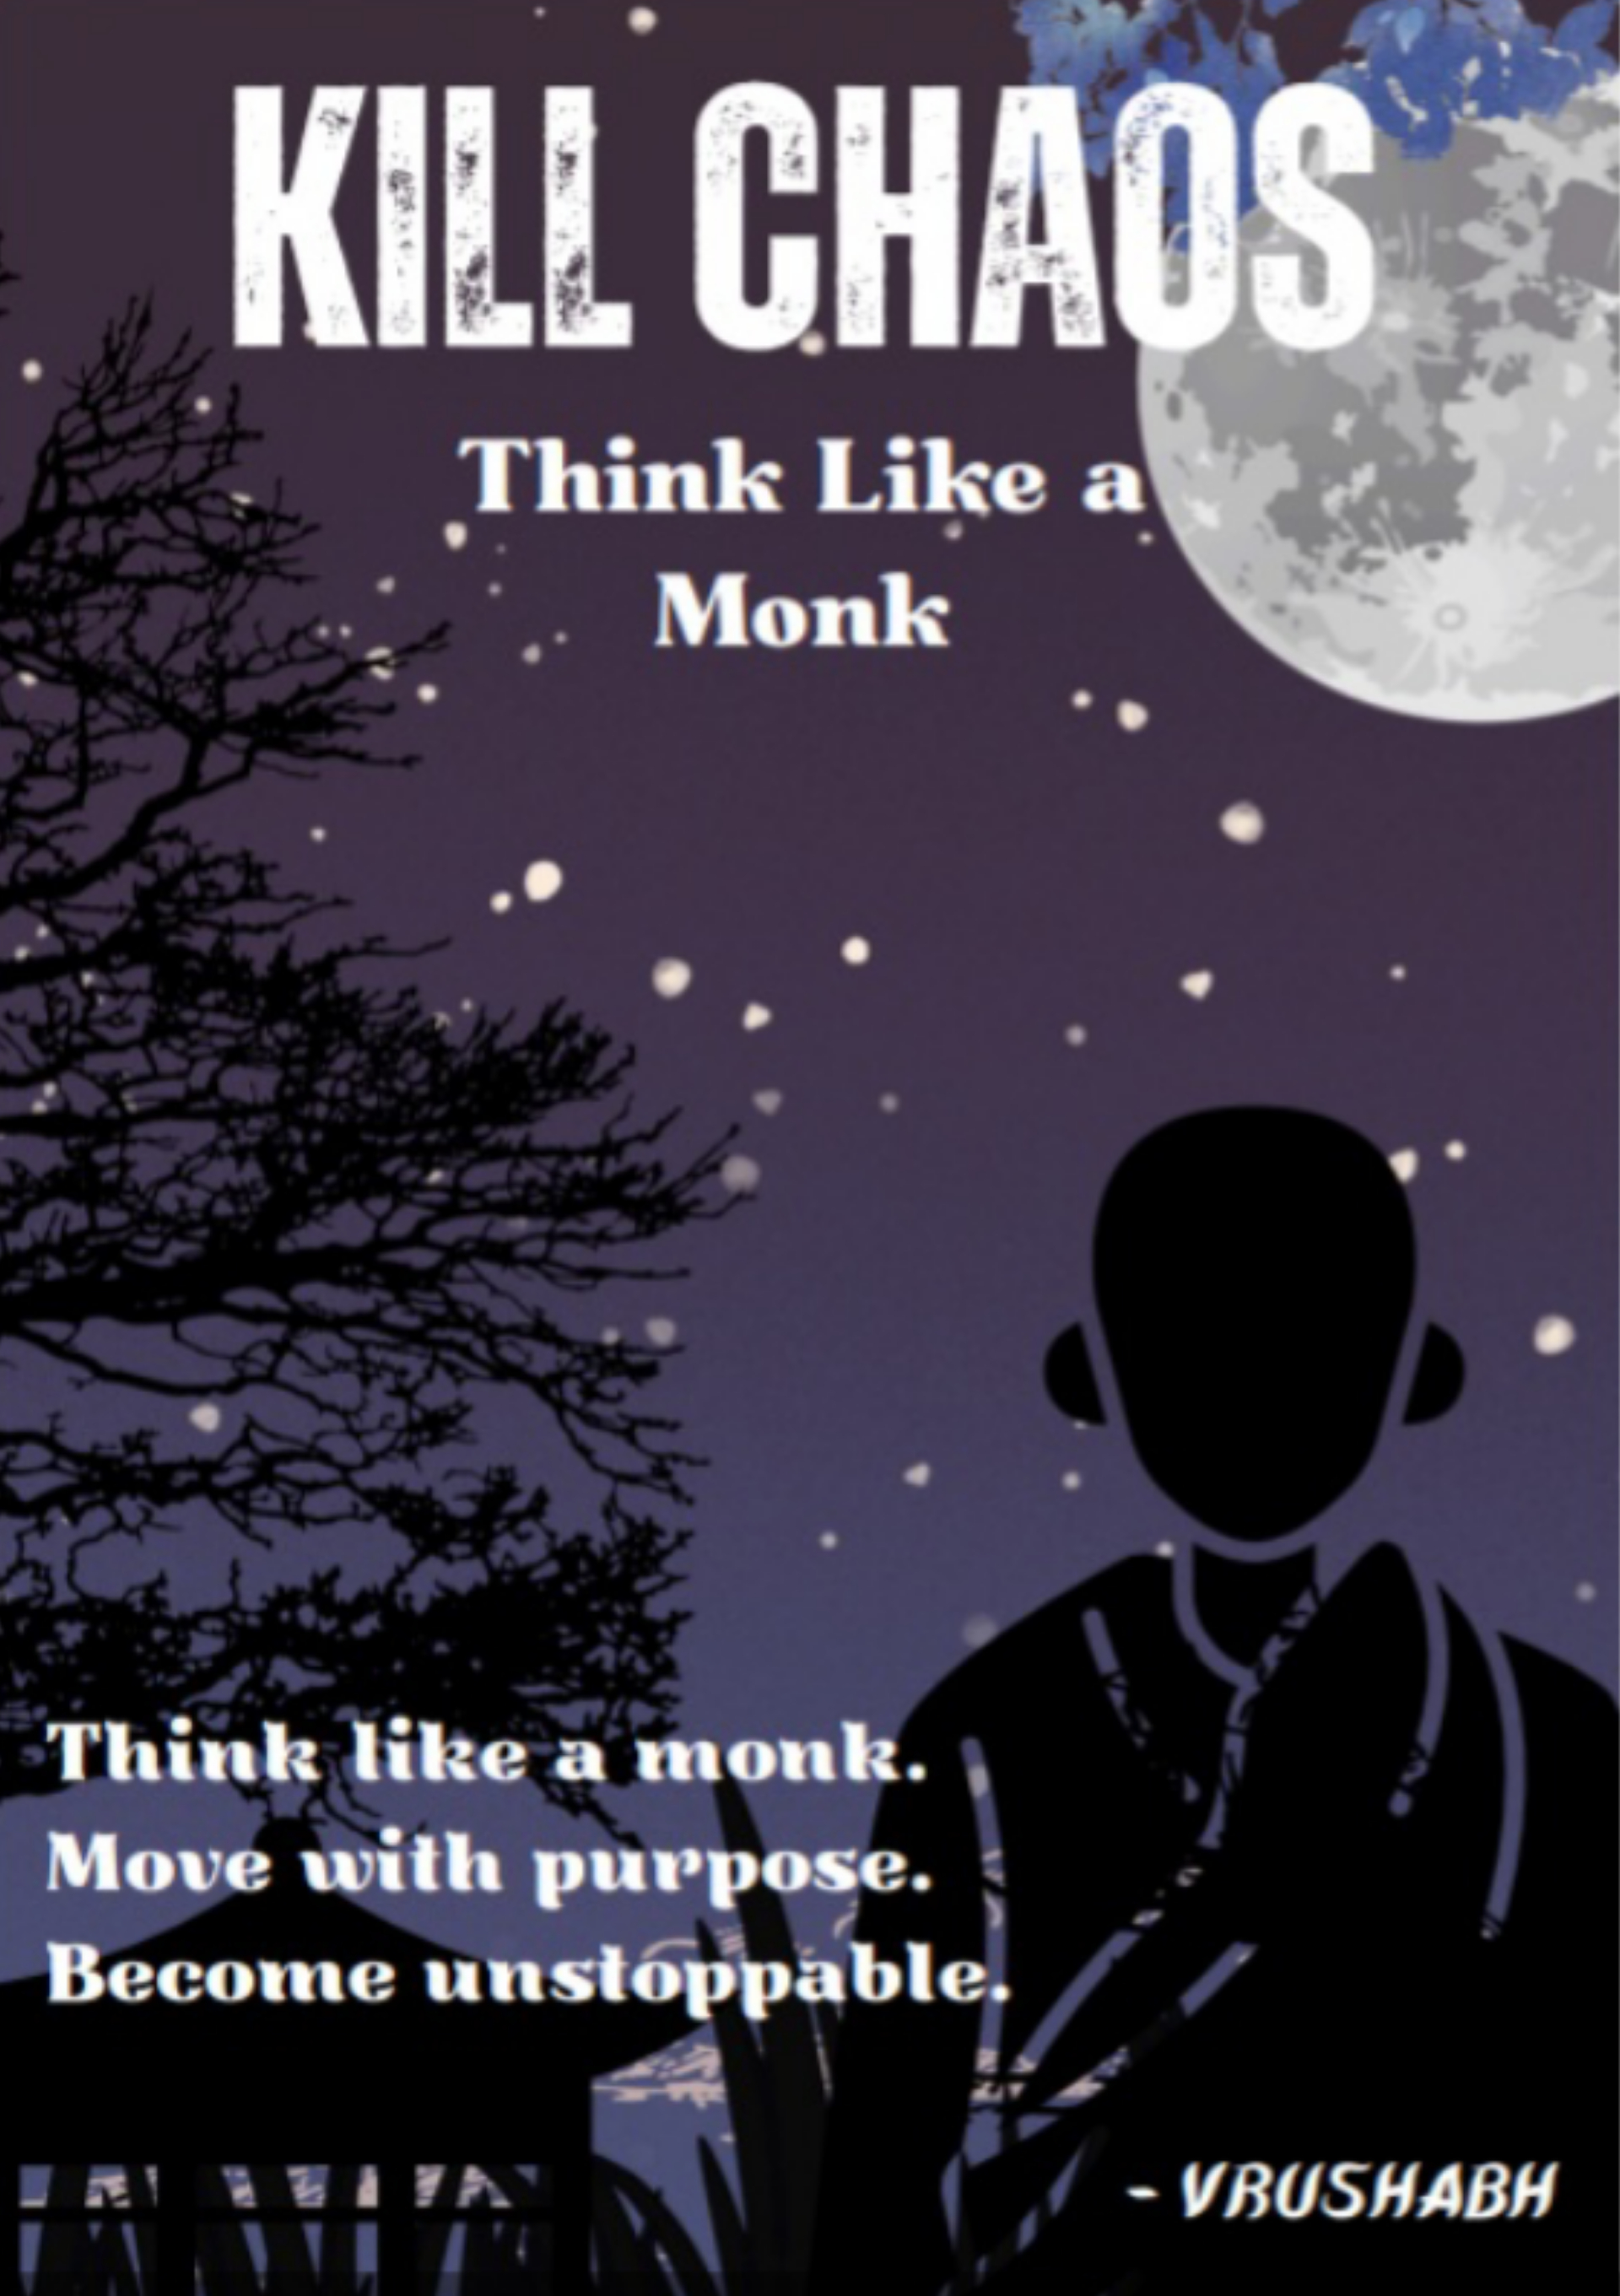 KILL CHAOS
Think Like a
Monk
Think like a monk.
Move with purpose.
Become unstoppable.
- VRUSHABH